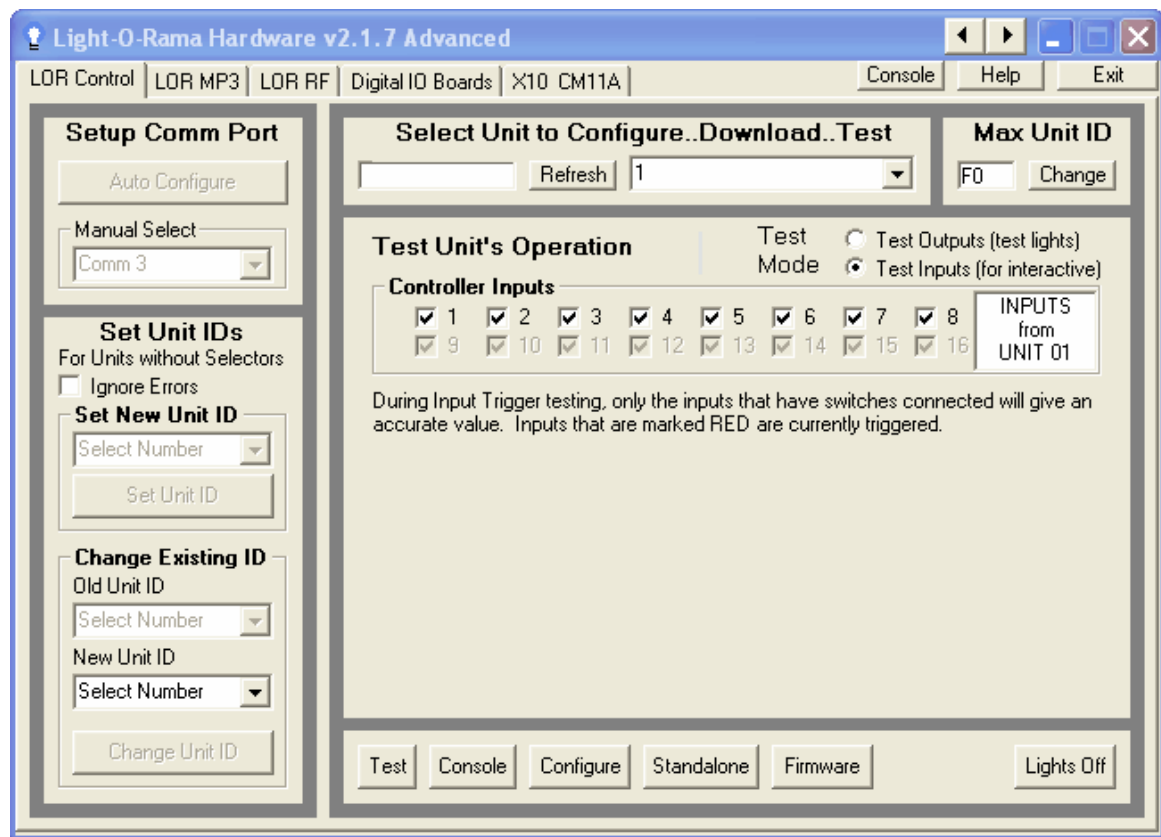 Light-O-Rama Hardware v2.1.7 Advanced
LOR Control LOR MP3 LOR RF Digital IO Boards X10 CM11A Console Help Exit
Setup Comm Port
Auto Configure
Manual Select
Comm 3
Set Unit IDs
For Units without Selectors
Ignore Errors
Set New Unit ID
Select Number
Set Unit ID
Change Existing ID
Old Unit ID
Select Number
New Unit ID
Select Number
Change Unit ID
Select Unit to Configure..Download..Test
Refresh 1
Max Unit ID
F0 Change
Test Unit's Operation
Test Mode
Test Outputs (test lights)
Test Inputs (for interactive)
Controller Inputs
1 2 3 4 5 6 7 8
9 10 11 12 13 14 15 16
INPUTS
from
UNIT 01
During Input Trigger testing, only the inputs that have switches connected will give an
accurate value. Inputs that are marked RED are currently triggered.
Test Console Configure Standalone Firmware Lights Off